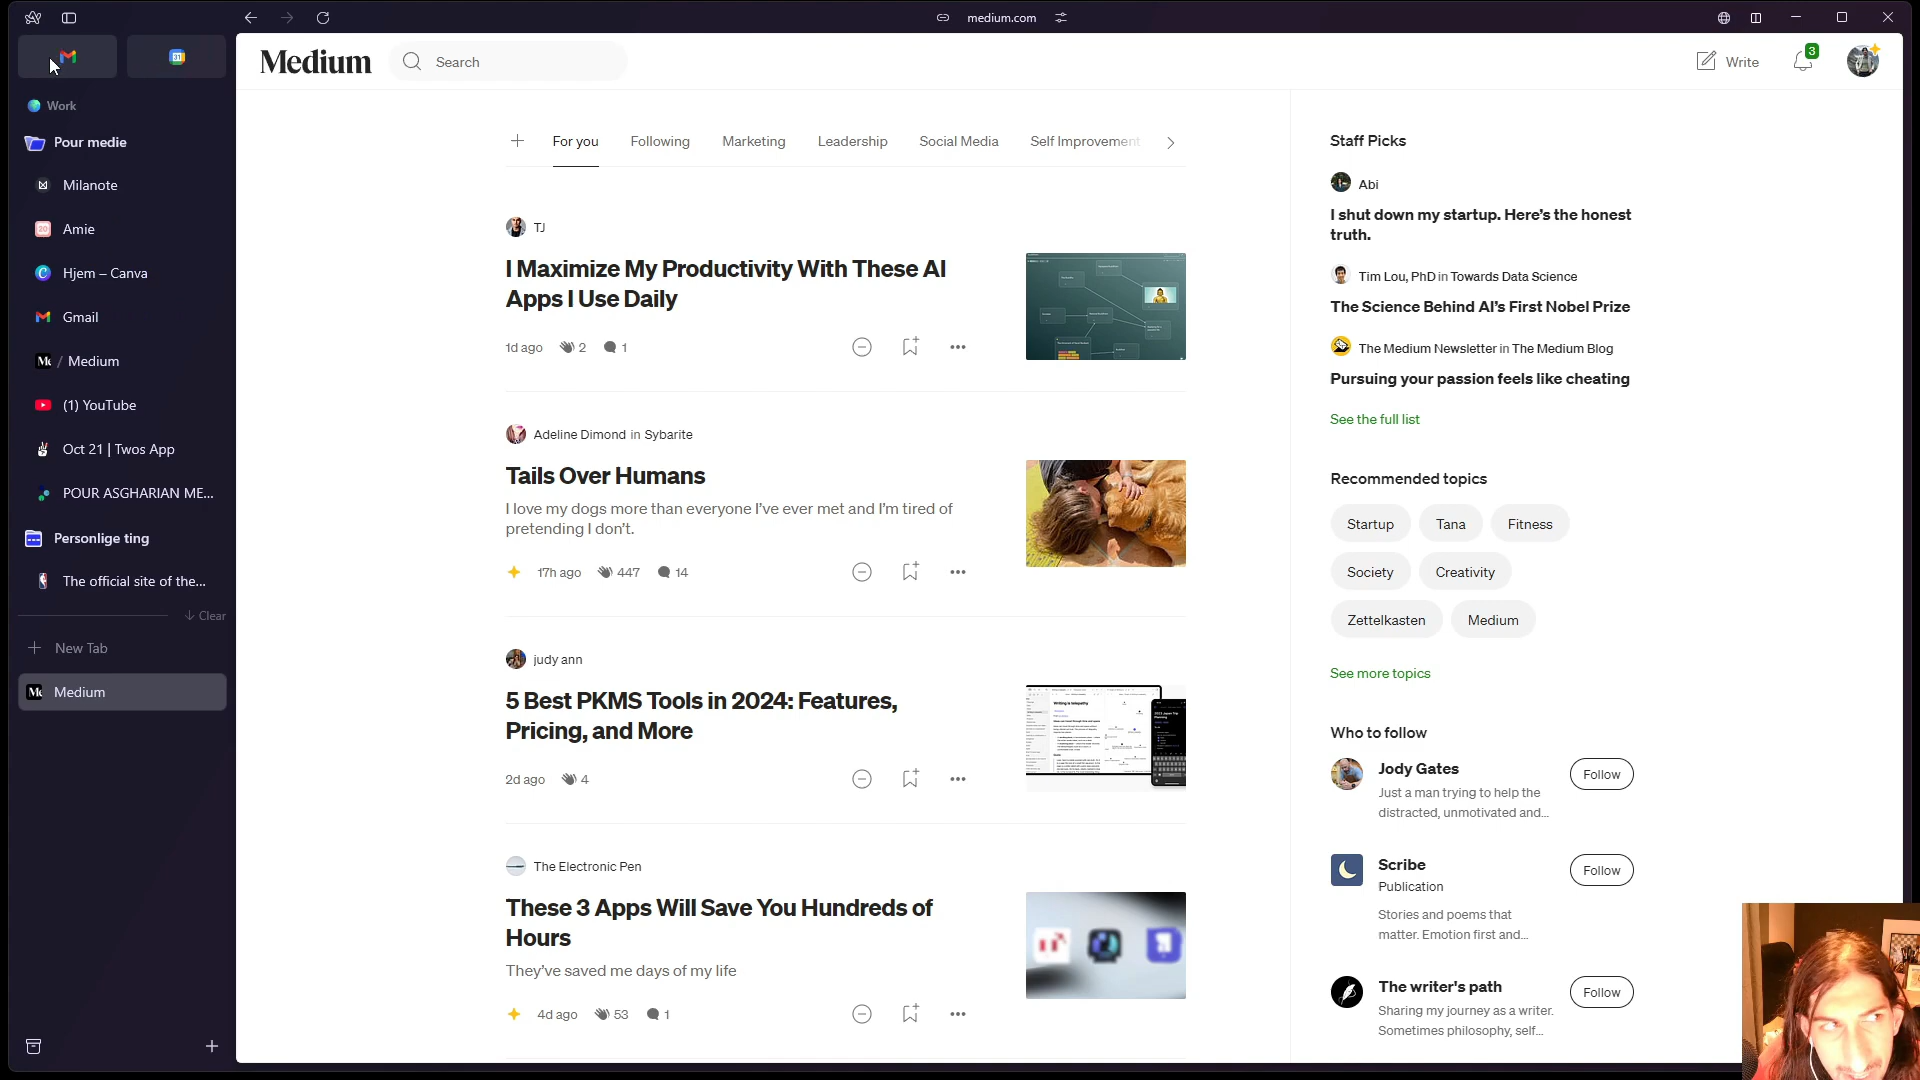 medium.com
Work
Pour medie
Milanote
Amie
Hjem – Canva
Gmail
/ Medium
(1) YouTube
Oct 21 | Twos App
POUR ASGHARIAN ME...
Personlige ting
The official site of the...
Clear
New Tab
Medium
Medium
Search
Write
3
For you
Following
Marketing
Leadership
Social Media
Self Improvement
TJ
I Maximize My Productivity With These AI
Apps I Use Daily
1d ago
2
1
Adeline Dimond in Sybarite
Tails Over Humans
I love my dogs more than everyone I've ever met and I'm tired of
pretending I don't.
17h ago
447
14
judy ann
5 Best PKMS Tools in 2024: Features,
Pricing, and More
2d ago
4
The Electronic Pen
These 3 Apps Will Save You Hundreds of
Hours
They've saved me days of my life
4d ago
53
1
Staff Picks
Abi
I shut down my startup. Here's the honest
truth.
Tim Lou, PhD in Towards Data Science
The Science Behind AI's First Nobel Prize
The Medium Newsletter in The Medium Blog
Pursuing your passion feels like cheating
See the full list
Recommended topics
Startup
Tana
Fitness
Society
Creativity
Zettelkasten
Medium
See more topics
Who to follow
Jody Gates
Just a man trying to help the
distracted, unmotivated and...
Follow
Scribe
Publication
Stories and poems that
matter. Emotion first and...
Follow
The writer's path
Sharing my journey as a writer.
Sometimes philosophy, self...
Follow